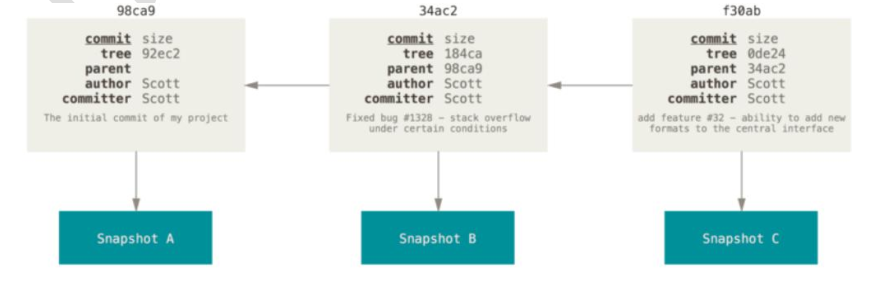 98ca9
commit size
tree 92ec2
parent
author Scott
committer Scott
The initial commit of my project
34ac2
commit size
tree 184ca
parent 98ca9
author Scott
committer Scott
Fixed bug #1328 – stack overflow
under certain conditions
f30ab
commit size
tree 0de24
parent 34ac2
author Scott
committer Scott
add feature #32 – ability to add new
formats to the central interface
Snapshot A
Snapshot B
Snapshot C